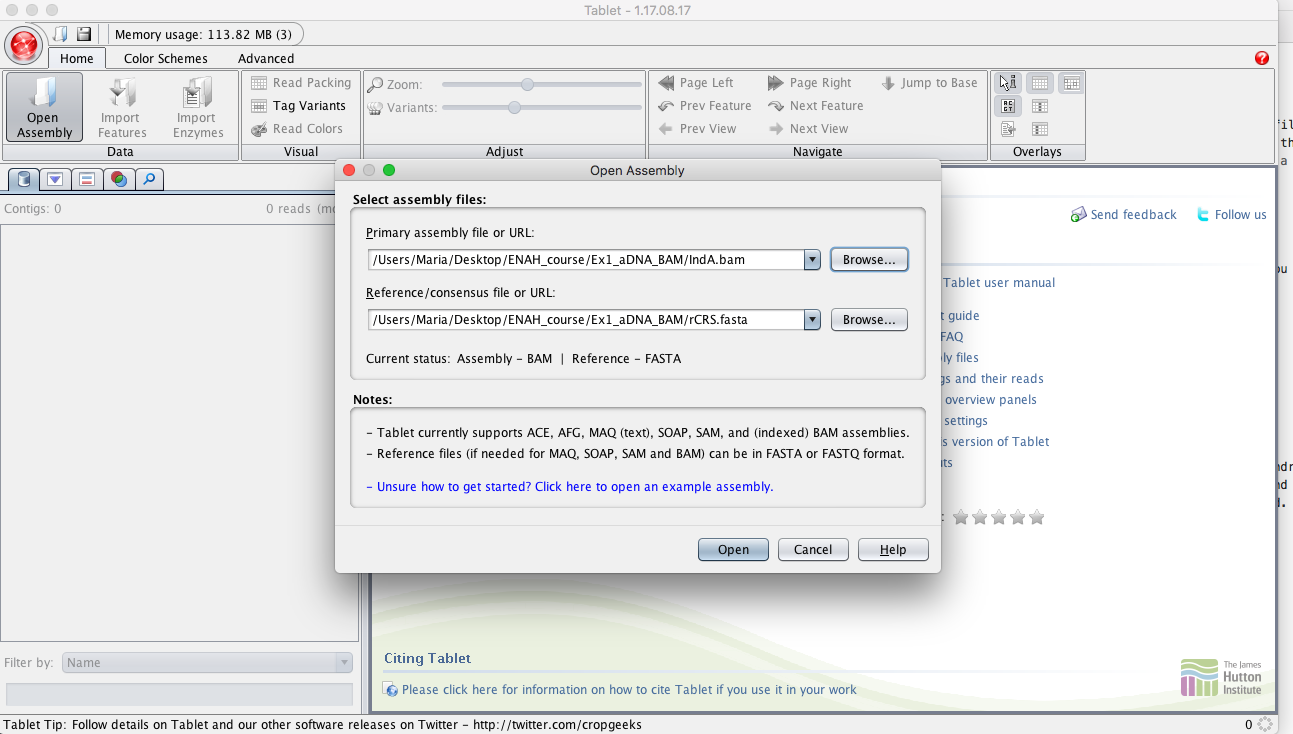 Tablet - 1.17.08.17
Memory usage: 113.82 MB (3)
Home Color Schemes Advanced
Open Assembly
Import Features
Import Enzymes
Data
Read Packing
Tag Variants
Read Colors
Visual
Zoom:
Variants:
Adjust
Page Left Page Right Jump to Base
Prev Feature Next Feature
Prev View Next View
Navigate
Overlays
Contigs: 0 0 reads
Open Assembly
Select assembly files:
Primary assembly file or URL:
/Users/Maria/Desktop/ENAH_course/Ex1_aDNA_BAM/IndA.bam Browse...
Reference/consensus file or URL:
/Users/Maria/Desktop/ENAH_course/Ex1_aDNA_BAM/rCRS.fasta Browse...
Current status: Assembly - BAM | Reference - FASTA
Notes:
- Tablet currently supports ACE, AFG, MAQ (text), SOAP, SAM, and (indexed) BAM assemblies.
- Reference files (if needed for MAQ, SOAP, SAM and BAM) can be in FASTA or FASTQ format.
- Unsure how to get started? Click here to open an example assembly.
Open Cancel Help
Send feedback Follow us
Tablet user manual
t guide
FAQ
ly files
gs and their reads
overview panels
settings
s version of Tablet
uts
Filter by: Name
Citing Tablet
Please click here for information on how to cite Tablet if you use it in your work
The James
Hutton
Institute
Tablet Tip: Follow details on Tablet and our other software releases on Twitter - http://twitter.com/cropgeeks 0